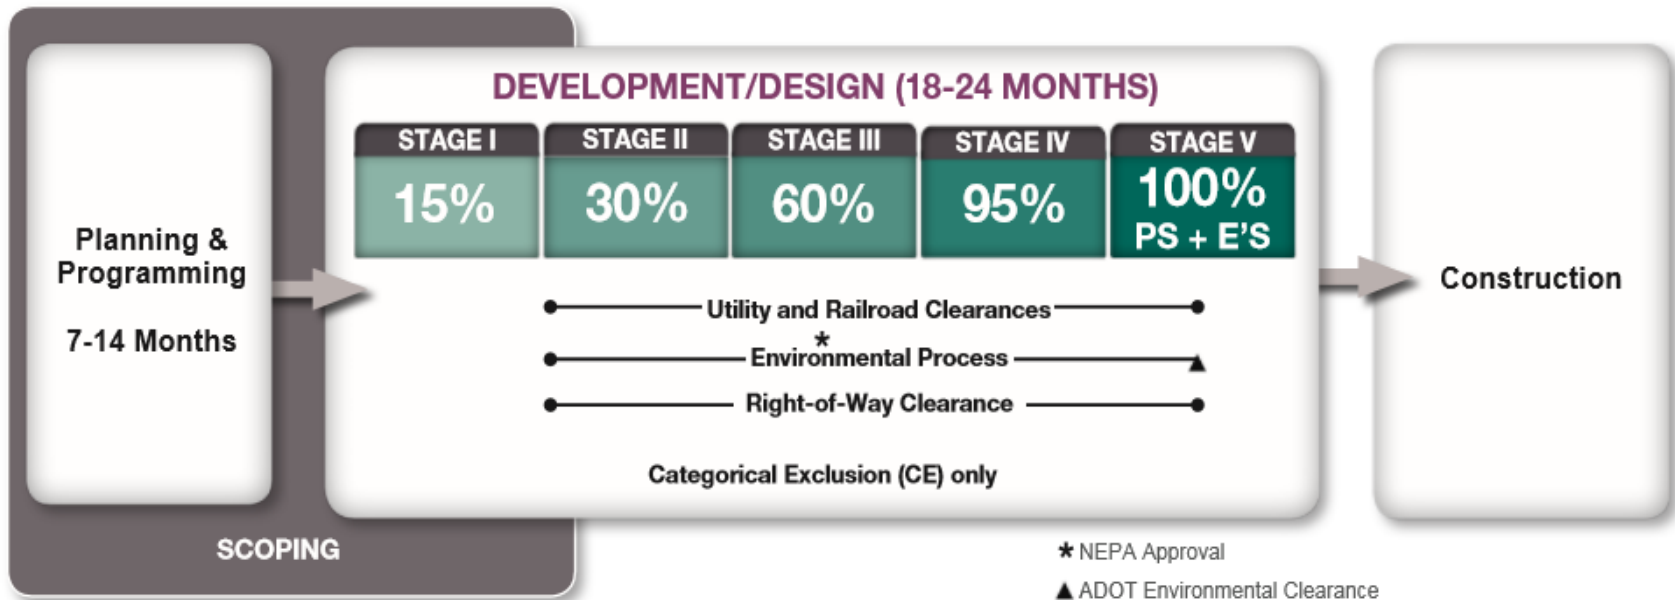 Planning &
Programming
7-14 Months
SCOPING
DEVELOPMENT/DESIGN (18-24 MONTHS)
STAGE I
15%
STAGE II
30%
STAGE III
60%
STAGE IV
95%
STAGE V
100%
PS + E'S
Utility and Railroad Clearances
*
Environmental Process
Right-of-Way Clearance
Categorical Exclusion (CE) only
Construction
* NEPA Approval
▲ ADOT Environmental Clearance